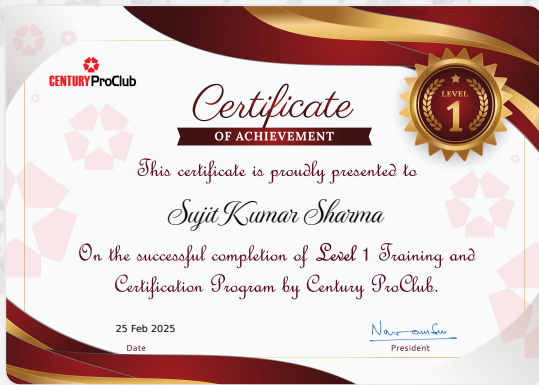 CENTURY ProClub
LEVEL
1
Certificate
OF ACHIEVEMENT
This certificate is proudly presented to
Sujit Kumar Sharma
On the successful completion of Level 1 Training and
Certification Program by Century ProClub.
25 Feb 2025
Date
President